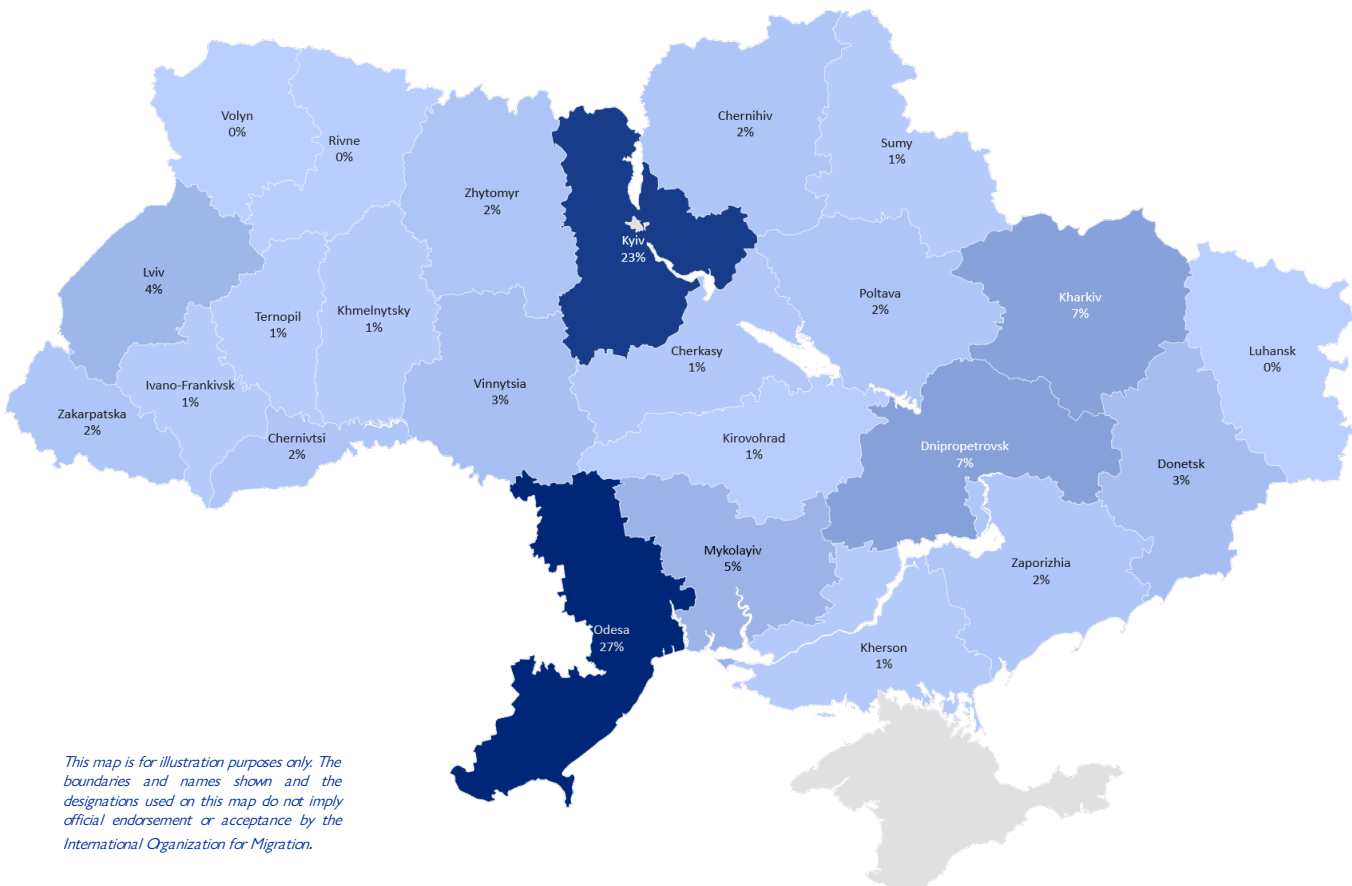 Volyn
0%
Rivne
0%
Chernihiv
2%
Sumy
1%
Zhytomyr
2%
Kyiv
23%
Lviv
4%
Ternopil
1%
Khmelnytsky
1%
Poltava
2%
Kharkiv
7%
Luhansk
0%
Cherkasy
1%
Ivano-Frankivsk
1%
Vinnytsia
3%
Zakarpatska
2%
Chernivtsi
2%
Kirovohrad
1%
Dnipropetrovsk
7%
Donetsk
3%
Mykolayiv
5%
Zaporizhia
2%
Odesa
27%
Kherson
1%
This map is for illustration purposes only. The
boundaries and names shown and the
designations used on this map do not imply
official endorsement or acceptance by the
International Organization for Migration.